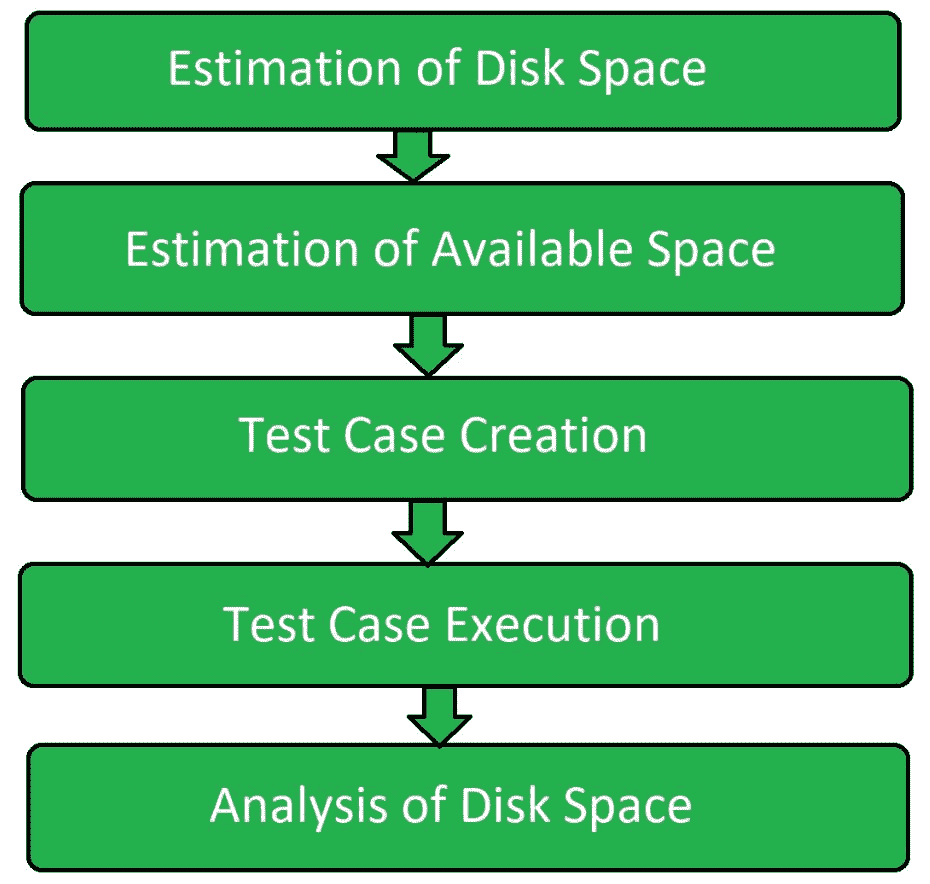 Estimation of Disk Space
Estimation of Available Space
Test Case Creation
Test Case Execution
Analysis of Disk Space